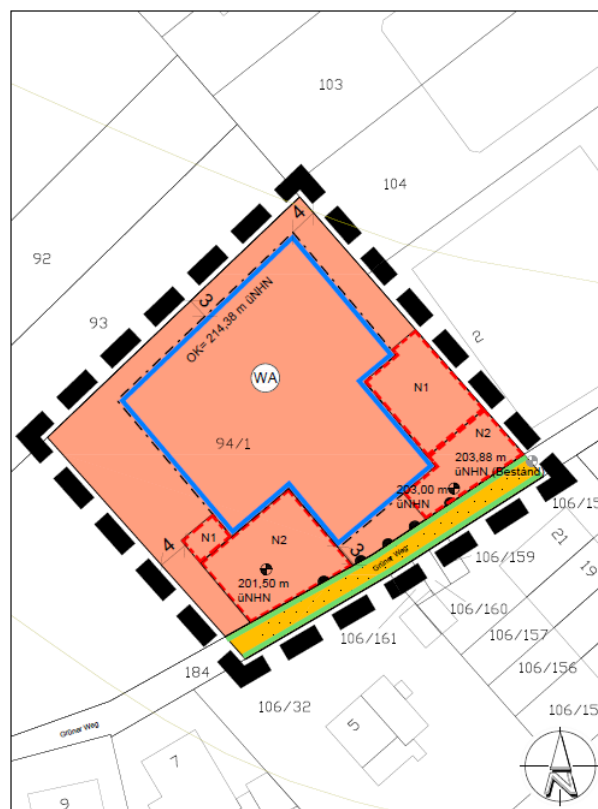 103
104
4
92
93
3
OK= 214,38 m üNHN
2
WA
N1
94/1
N2
203,88 m
üNHN (Bestand)
203,00 m
üNHN
N1
N2
4
3
201,50 m
üNHN
Grüner Weg
106/15
21
19
106/159
106/160
106/161
106/157
106/156
106/15
184
106/32
Grüner Weg
5
7
9
N